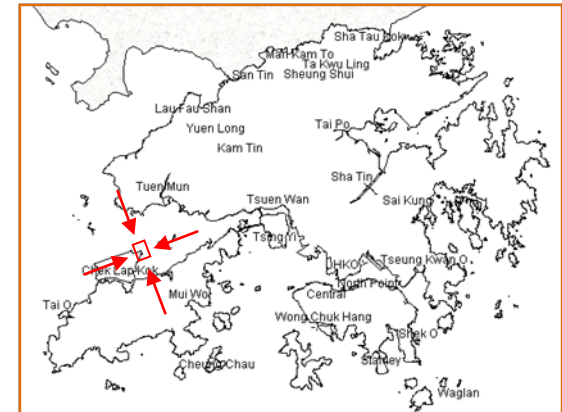 Sha Tau Kok
Man Kam To
Ta Kwu Ling
San Tin
Sheung Shui
Lau Fau Shan
Yuen Long
Tai Po
Kam Tin
Sha Tin
Tuen Mun
Tsuen Wan
Sai Kung
Tsing Yi
Chek Lap Kok
HKO
Tseung Kwan O
Mui Wo
North Point
Central
Tai O
Wong Chuk Hang
Shek O
Cheung Chau
Stanley
Waglan